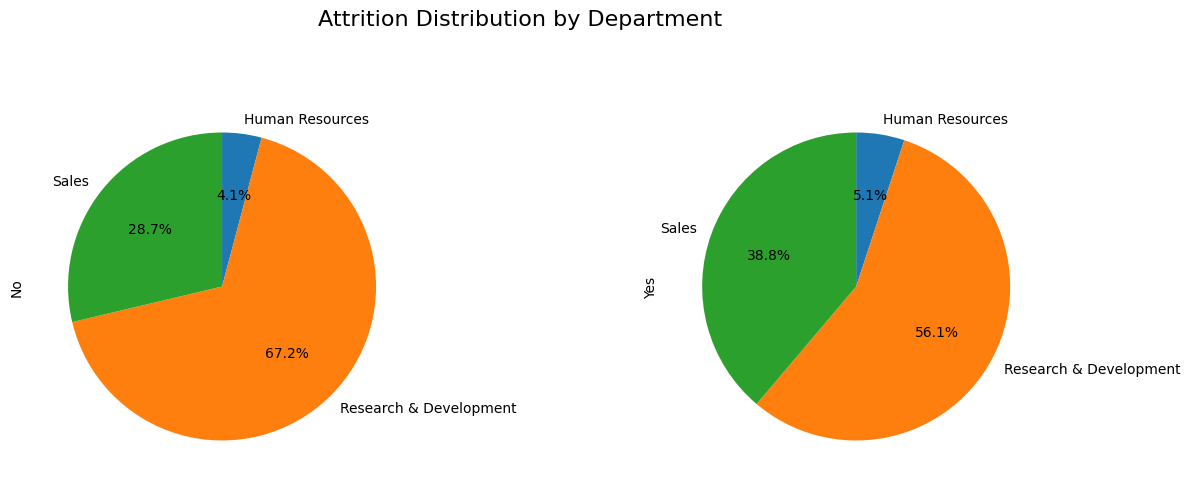 Attrition Distribution by Department
Human Resources
Sales
4.1%
28.7%
No
67.2%
Research & Development
Human Resources
Sales
5.1%
38.8%
Yes
56.1%
Research & Development